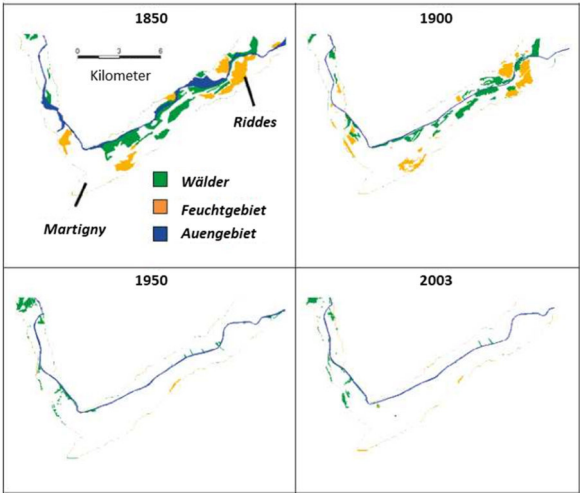 1850
0 3 6
Kilometer
Riddes
Martigny
Wälder
Feuchtgebiet
Auengebiet
1900
1950
2003